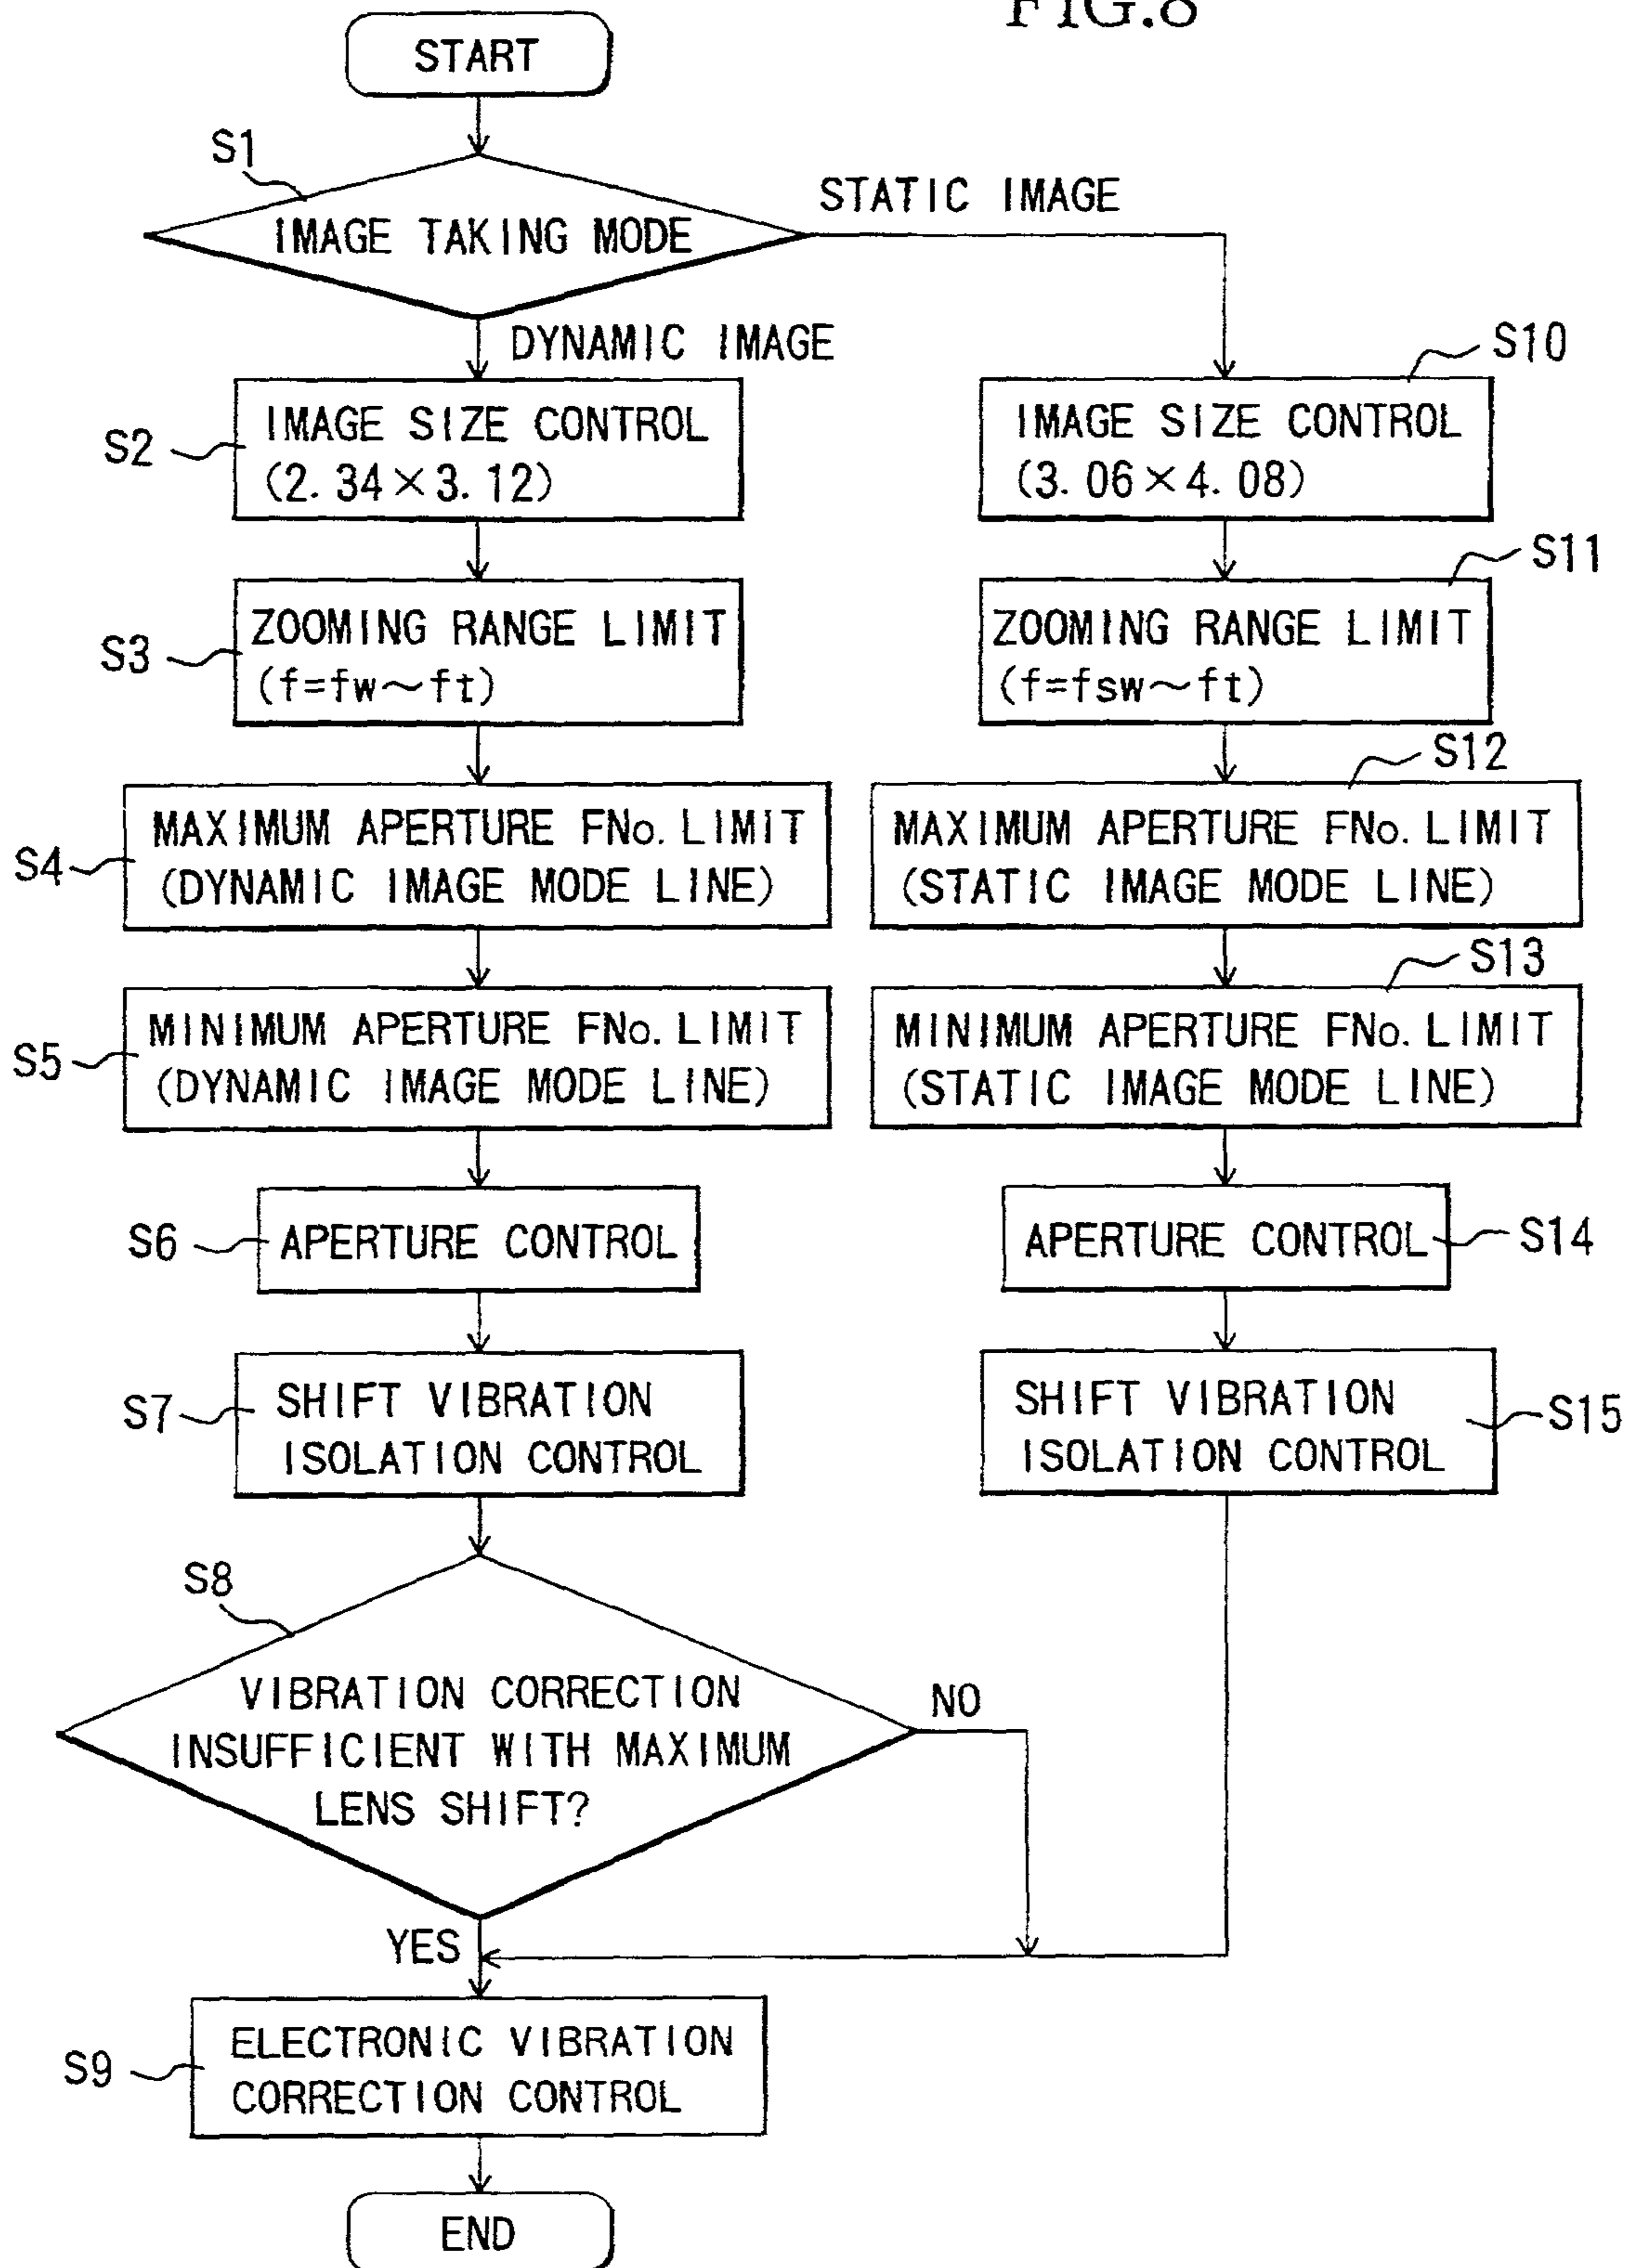 FIG.8
START
S1
IMAGE TAKING MODE
STATIC IMAGE
DYNAMIC IMAGE
S2
IMAGE SIZE CONTROL
(2.34×3.12)
S3
ZOOMING RANGE LIMIT
(f=fw~ft)
S4
MAXIMUM APERTURE FNo. LIMIT
(DYNAMIC IMAGE MODE LINE)
S5
MINIMUM APERTURE FNo. LIMIT
(DYNAMIC IMAGE MODE LINE)
S6
APERTURE CONTROL
S7
SHIFT VIBRATION
ISOLATION CONTROL
S8
VIBRATION CORRECTION
INSUFFICIENT WITH MAXIMUM
LENS SHIFT?
NO
YES
S10
IMAGE SIZE CONTROL
(3.06×4.08)
S11
ZOOMING RANGE LIMIT
(f=fsw~ft)
S12
MAXIMUM APERTURE FNo. LIMIT
(STATIC IMAGE MODE LINE)
S13
MINIMUM APERTURE FNo. LIMIT
(STATIC IMAGE MODE LINE)
APERTURE CONTROL
S14
SHIFT VIBRATION
ISOLATION CONTROL
S15
S9
ELECTRONIC VIBRATION
CORRECTION CONTROL
END